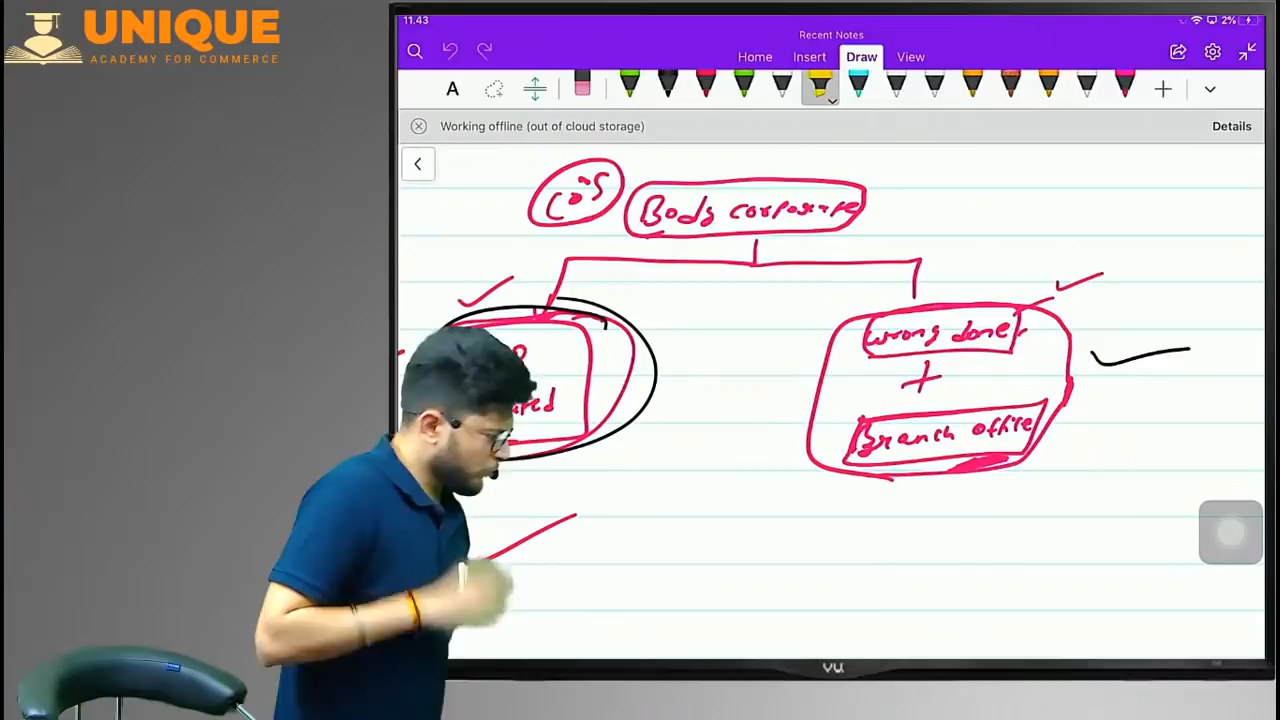 UNIQUE
ACADEMY FOR COMMERCE
11.43
2%
Recent Notes
Home Insert Draw View
A
Working offline (out of cloud storage)
Details
Body corporate
wrong done
+
Branch office
VU